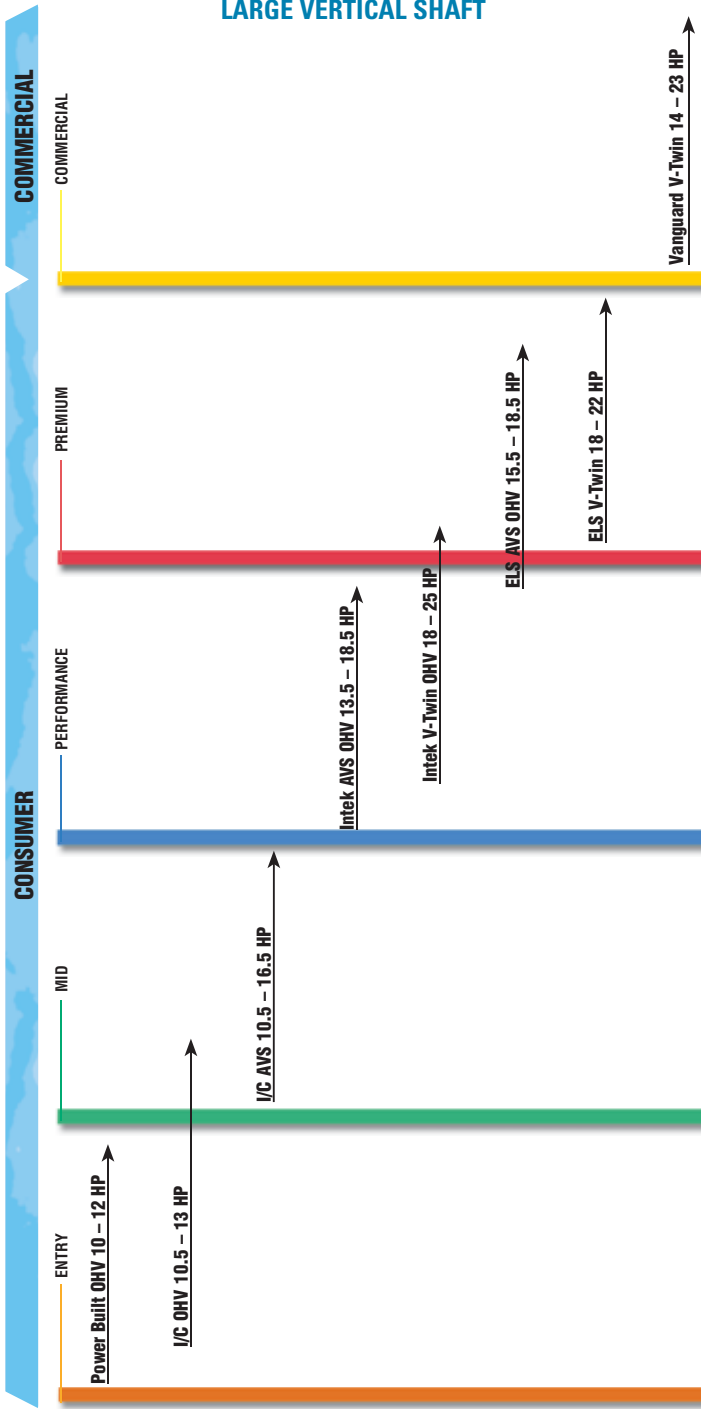 LARGE VERTICAL SHAFT
CONSUMER
COMMERCIAL
ENTRY
MID
PERFORMANCE
PREMIUM
COMMERCIAL
Power Built OHV 10 – 12 HP
I/C OHV 10.5 – 13 HP
I/C AVS 10.5 – 16.5 HP
Intek AVS OHV 13.5 – 18.5 HP
Intek V-Twin OHV 18 – 25 HP
ELS AVS OHV 15.5 – 18.5 HP
ELS V-Twin 18 – 22 HP
Vanguard V-Twin 14 – 23 HP